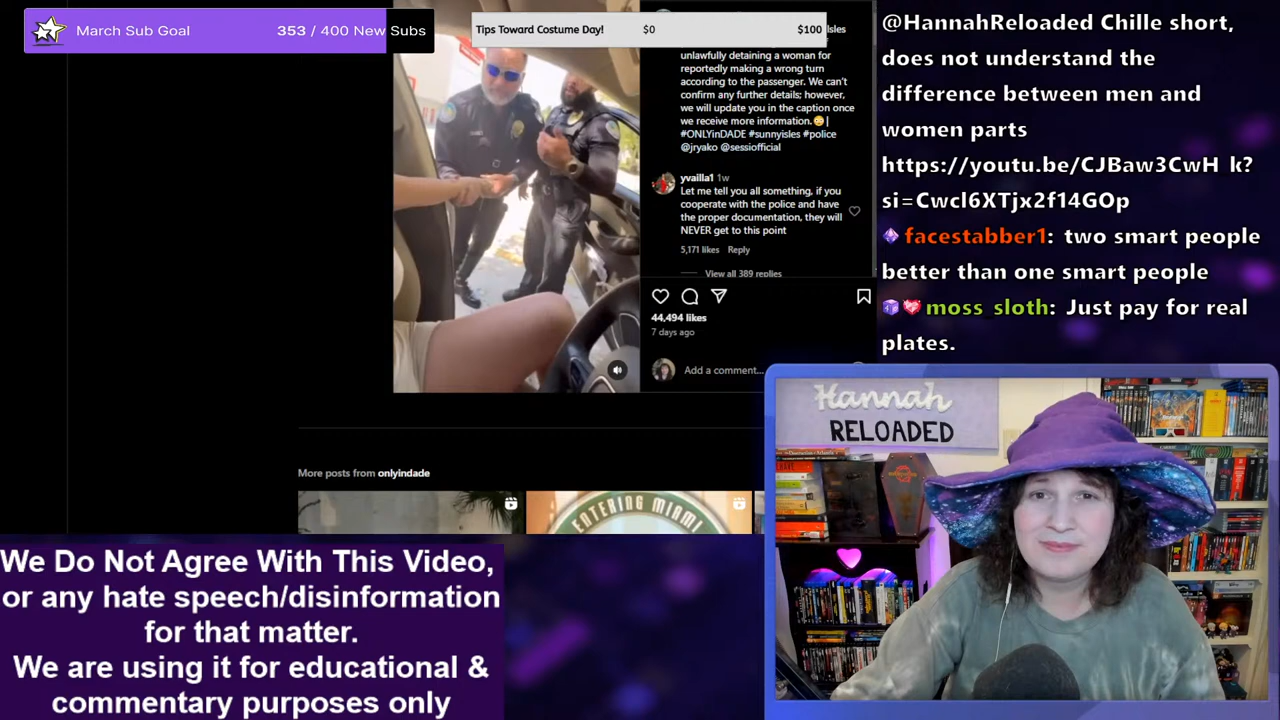 March Sub Goal 353 / 400 New Subs
Tips Toward Costume Day! $0 $100
unlawfully detaining a woman for
reportedly making a wrong turn
according to the passenger. We can't
confirm any further details; however,
we will update you in the caption once
we receive more information.😳 |
#ONLYinDADE #sunnyisles #police
@jryako @sessiofficial
yvailla1 1w
Let me tell you all something, if you
cooperate with the police and have
the proper documentation, they will
NEVER get to this point
5,171 likes Reply
View all 389 replies
44,494 likes
7 days ago
Add a comment...
More posts from onlyindade
ENTERING MIAMI
@HannahReloaded Chille short,
does not understand the
difference between men and
women parts
https://youtu.be/CJBaw3CwH k?
si=Cwcl6XTjx2f14GOp
facestabber1: two smart people
better than one smart people
moss sloth: Just pay for real
plates.
Hannah
RELOADED
We Do Not Agree With This Video,
or any hate speech/disinformation
for that matter.
We are using it for educational &
commentary purposes only